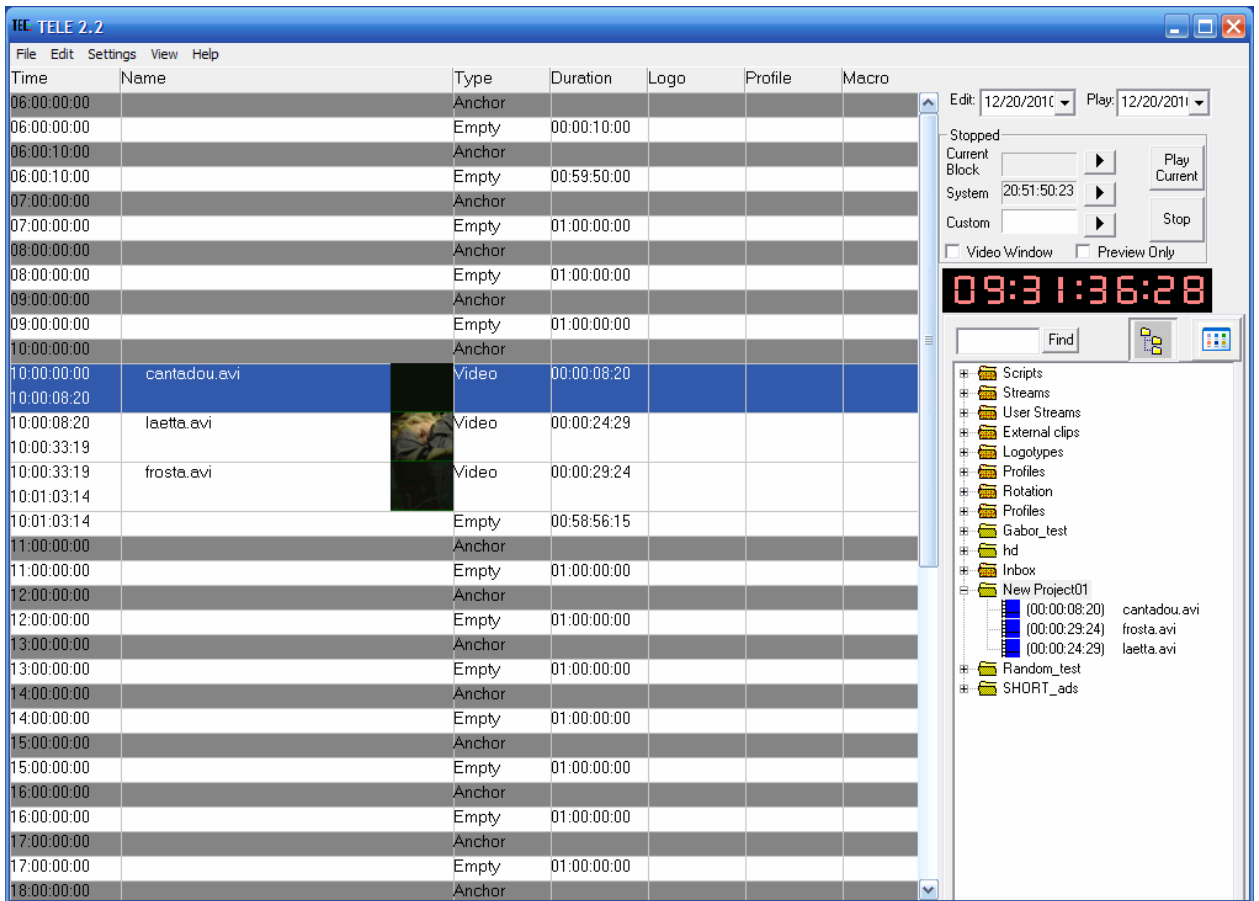 TEC TELE 2.2
File Edit Settings View Help
Time Name Type Duration Logo Profile Macro
06:00:00:00 Anchor
06:00:00:00 Empty 00:00:10:00
06:00:10:00 Anchor
06:00:10:00 Empty 00:59:50:00
07:00:00:00 Anchor
07:00:00:00 Empty 01:00:00:00
08:00:00:00 Anchor
08:00:00:00 Empty 01:00:00:00
09:00:00:00 Anchor
09:00:00:00 Empty 01:00:00:00
10:00:00:00 Anchor
10:00:00:00 cantadou.avi Video 00:00:08:20
10:00:08:20
10:00:08:20 laetta.avi Video 00:00:24:29
10:00:33:19
10:00:33:19 frosta.avi Video 00:00:29:24
10:01:03:14
10:01:03:14 Empty 00:58:56:15
11:00:00:00 Anchor
11:00:00:00 Empty 01:00:00:00
12:00:00:00 Anchor
12:00:00:00 Empty 01:00:00:00
13:00:00:00 Anchor
13:00:00:00 Empty 01:00:00:00
14:00:00:00 Anchor
14:00:00:00 Empty 01:00:00:00
15:00:00:00 Anchor
15:00:00:00 Empty 01:00:00:00
16:00:00:00 Anchor
16:00:00:00 Empty 01:00:00:00
17:00:00:00 Anchor
17:00:00:00 Empty 01:00:00:00
18:00:00:00 Anchor
Edit: 12/20/201 Play: 12/20/201
Stopped
Current Block
Play Current
System 20:51:50:23
Custom
Stop
Video Window Preview Only
09:31:36:28
Find
Scripts
Streams
User Streams
External clips
Logotypes
Profiles
Rotation
Profiles
Gabor_test
hd
Inbox
New Project01
(00:00:08:20) cantadou.avi
(00:00:29:24) frosta.avi
(00:00:24:29) laetta.avi
Random_test
SHORT_ads